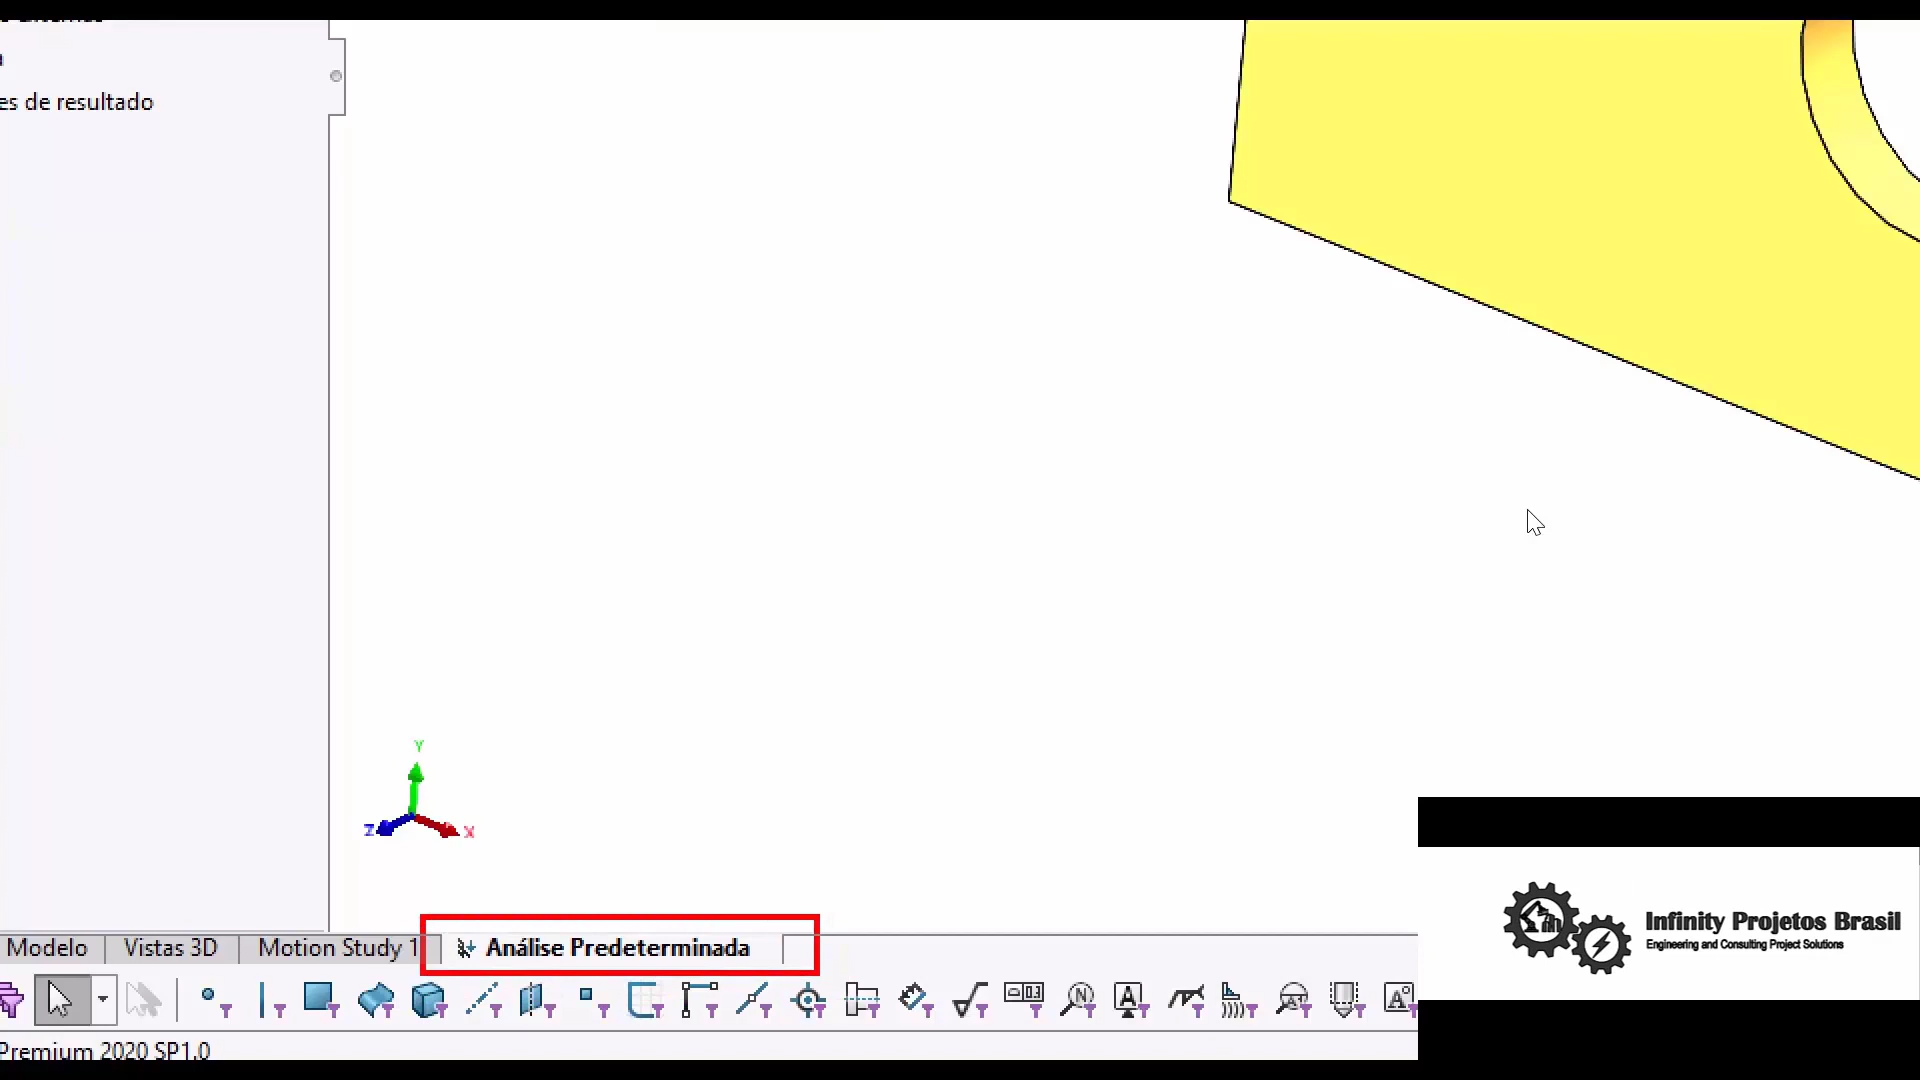 es de resultado
Y
Z
X
Modelo
Vistas 3D
Motion Study 1
Análise Predeterminada
Premium 2020 SP1.0
Infinity Projetos Brasil
Engineering and Consulting Project Solutions